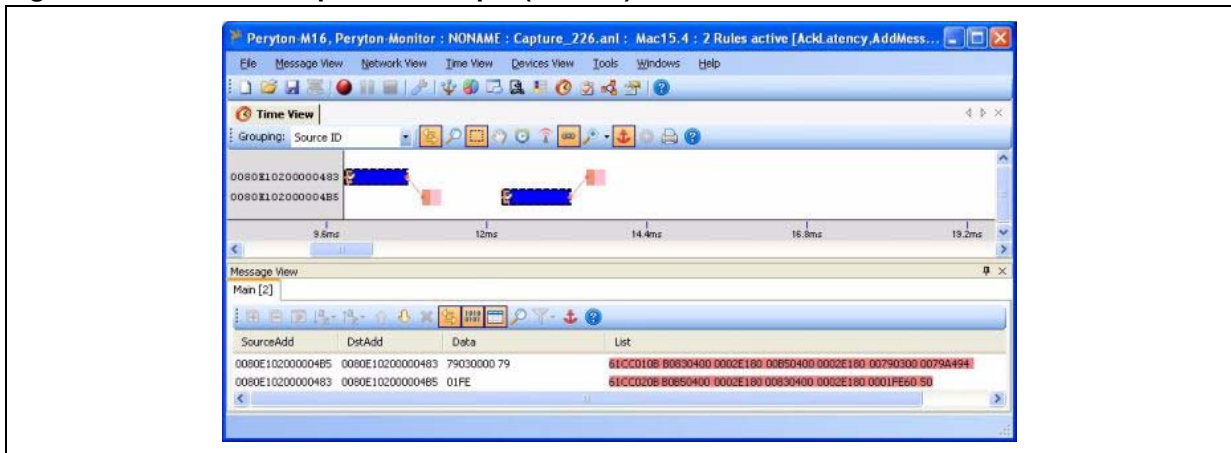 Peryton-M16, Peryton-Monitor : NONAME : Capture_226.anl : Mac15.4 : 2 Rules active [AckLatency,AddMess...
File Message View Network View Time View Devices View Tools Windows Help
Time View
Grouping: Source ID
0080E10200000483
0080E102000004B5
9.6ms 12ms 14.4ms 16.8ms 19.2ms
Message View
Main [2]
SourceAdd DstAdd Data List
0080E102000004B5 0080E10200000483 79030000 79 61CC010B B0830400 0002E180 00B50400 0002E180 00790300 0079A494
0080E10200000483 0080E102000004B5 01FE 61CC020B B0B50400 0002E180 00830400 0002E180 0001FE60 50